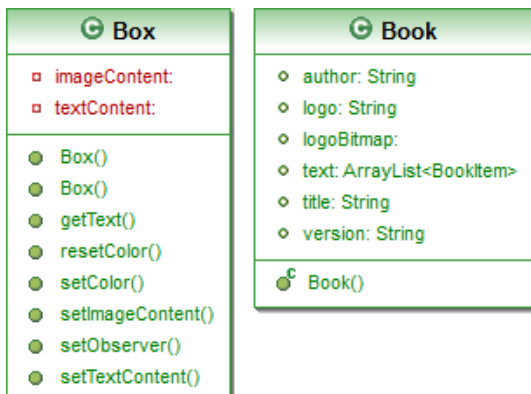 Box
imageContent:
textContent:
Box()
Box()
getText()
resetColor()
setColor()
setImageContent()
setObserver()
setTextContent()
Book
author: String
logo: String
logoBitmap:
text: ArrayList<BookItem>
title: String
version: String
Book()